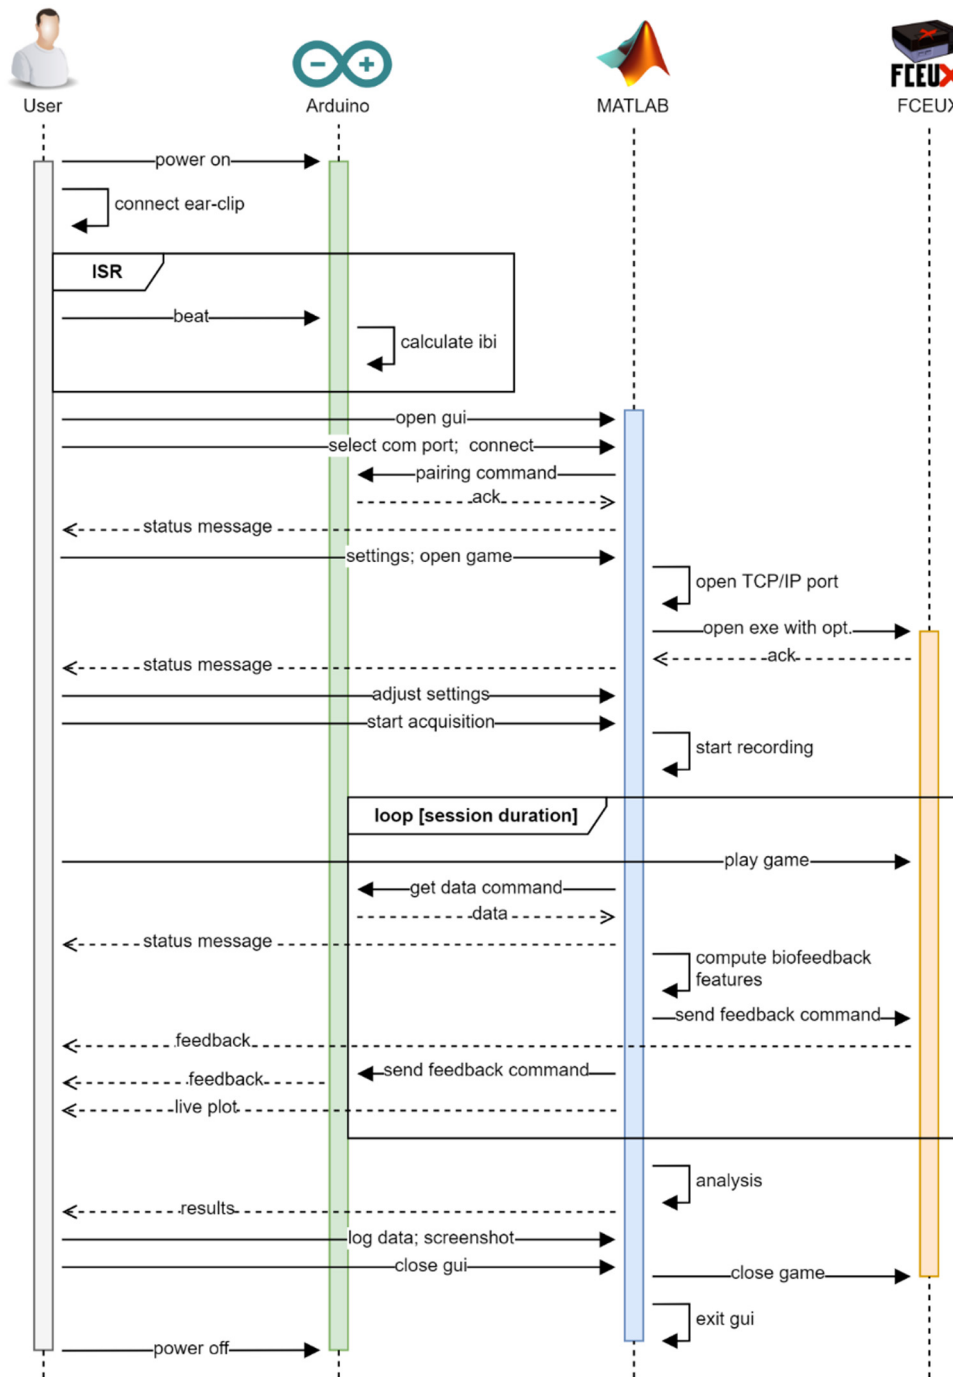 FCEUX
User
Arduino
MATLAB
FCEUX
power on
connect ear-clip
ISR
beat
calculate ibi
open gui
select com port;  connect
pairing command
ack
status message
settings; open game
open TCP/IP port
open exe with opt.
ack
status message
adjust settings
start acquisition
start recording
loop [session duration]
play game
get data command
data
status message
compute biofeedback
features
send feedback command
feedback
send feedback command
feedback
live plot
analysis
results
log data; screenshot
close gui
close game
exit gui
power off